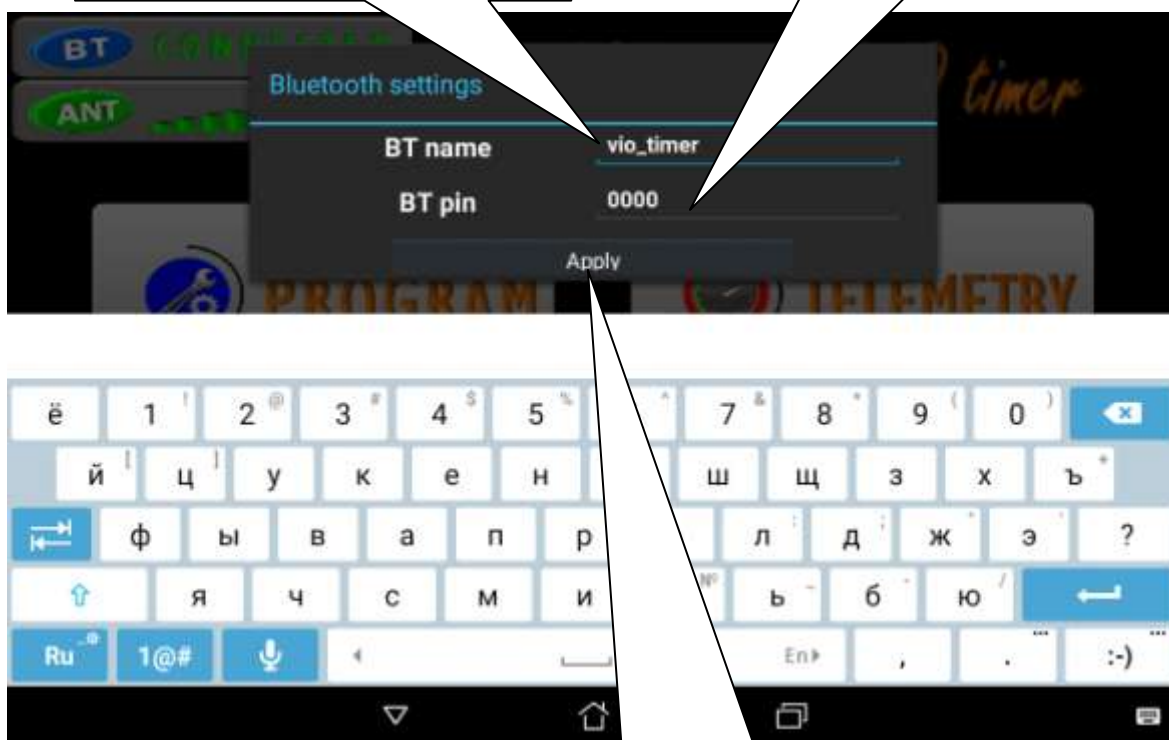 BT
ANT
timer
Bluetooth settings
BT name vio_timer
BT pin 0000
Apply
PROGRAM TELEMETRY
ё 1 ! 2 @ 3 # 4 $ 5 % ^ 7 & 8 * 9 ( 0 )
й [ ц ] у к е н ш щ з х ъ +
ф ы в а п р л : д ; ж ' э ' ?
я ч с м и № ь - б - ю /
Ru _@ 1@# En , . ... :-) ...